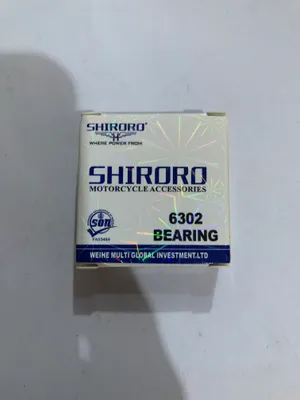 SHIRORO
WHERE POWER FROM
SHIRORO
MOTORCYCLE ACCESSORIES
SON
6302
BEARING
WEIHE MULTI GLOBAL INVESTMENT.LTD